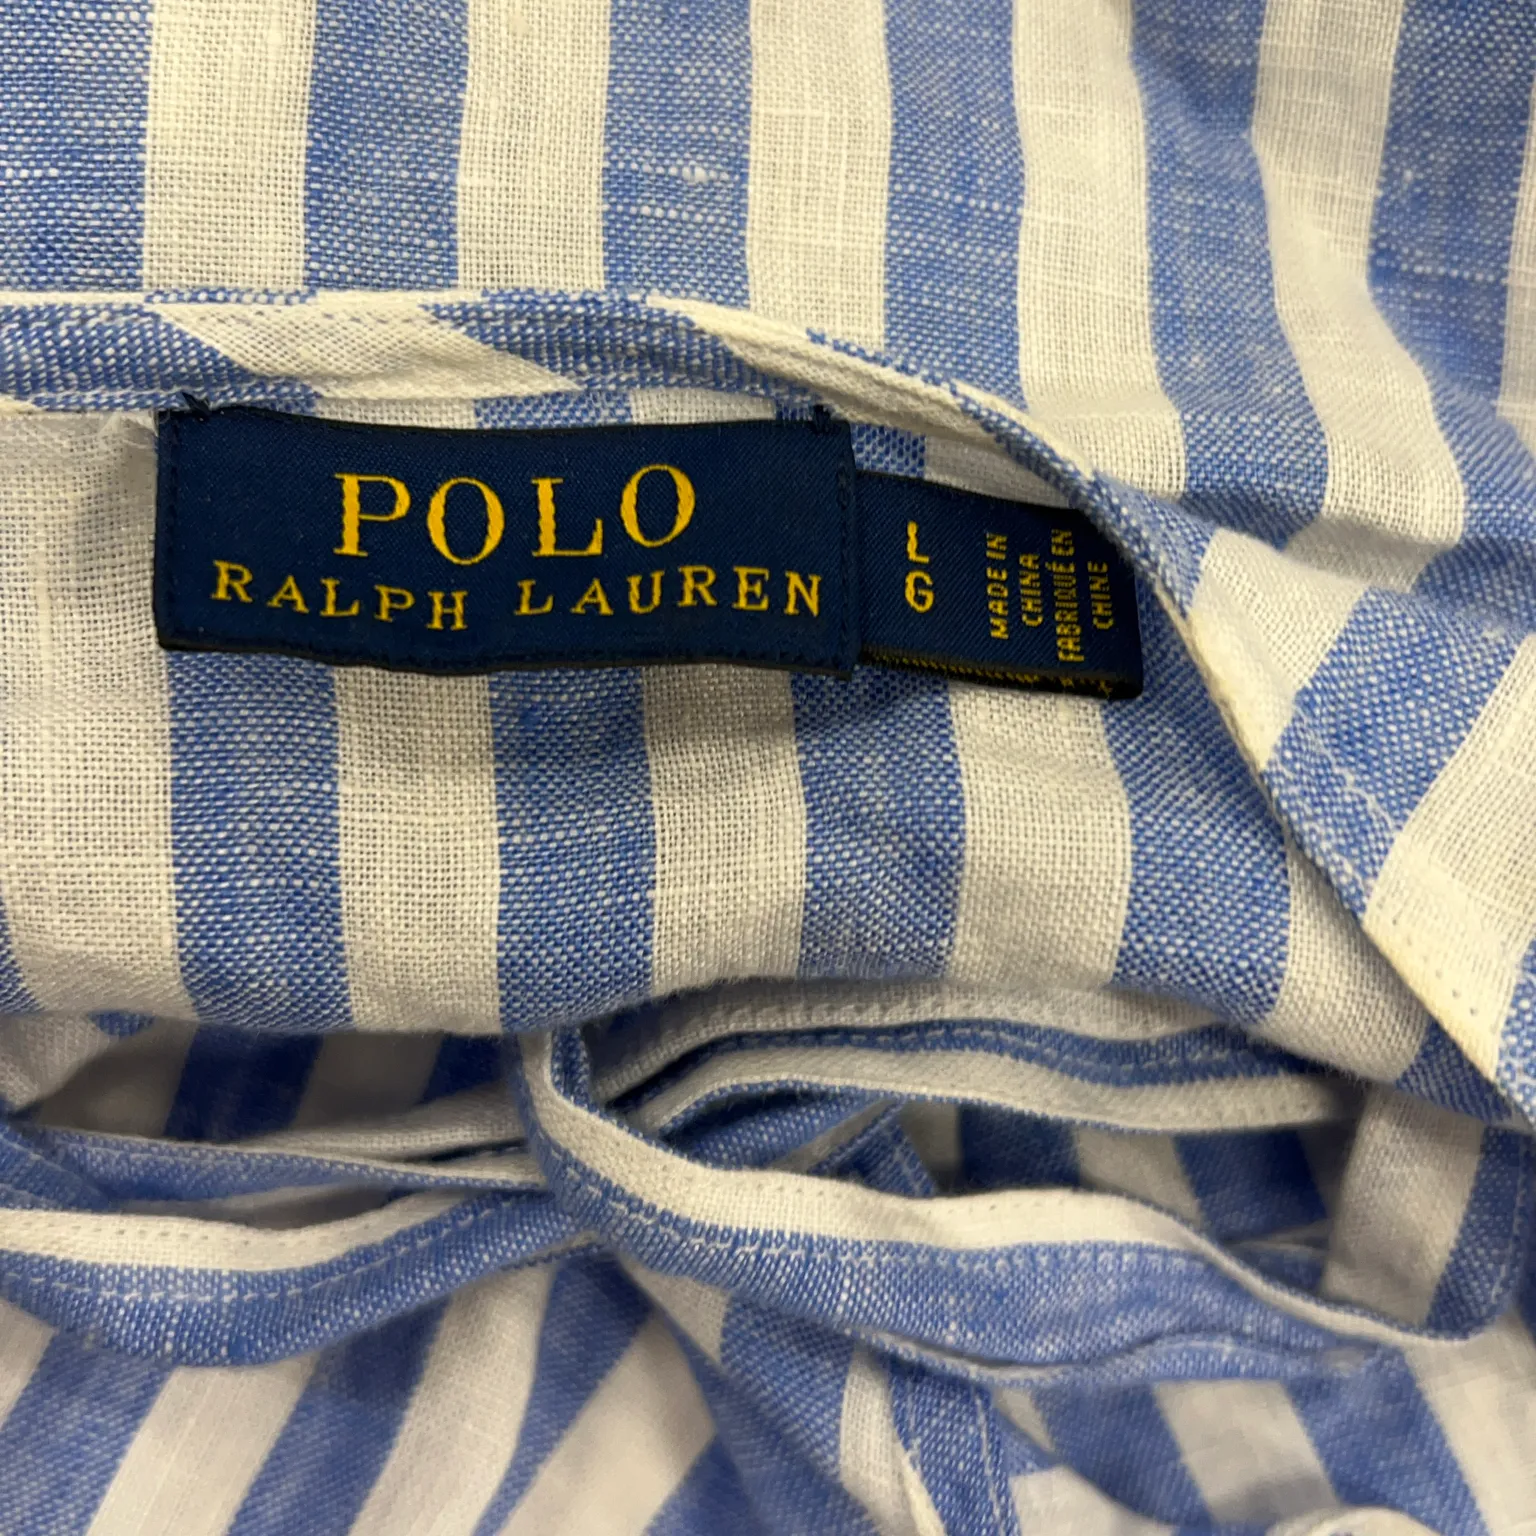 POLO
RALPH LAUREN
L
G
MADE IN
CHINA
FABRIQUÉ EN
CHINE